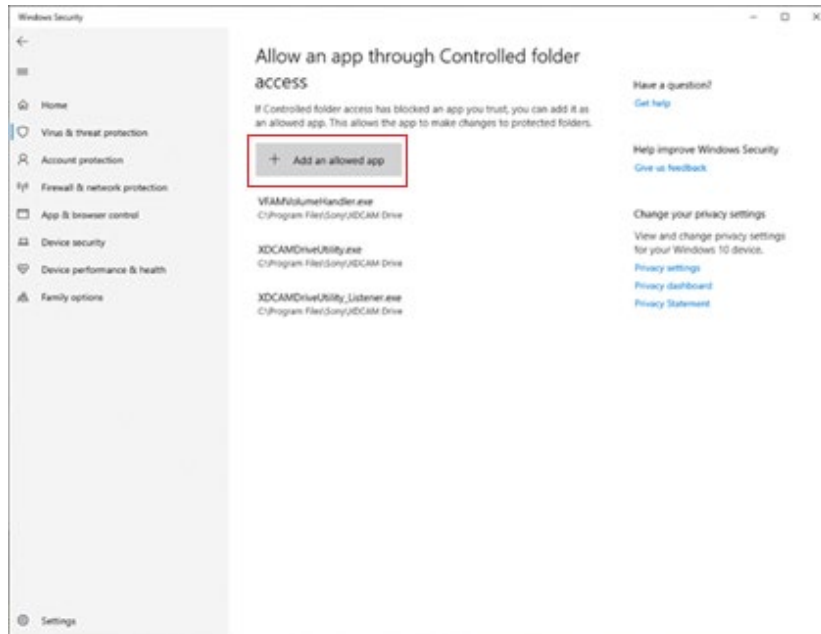 Windows Security
Home
Virus & threat protection
Account protection
Firewall & network protection
App & browser control
Device security
Device performance & health
Family options
Settings
Allow an app through Controlled folder
access
If Controlled folder access has blocked an app you trust, you can add it as
an allowed app. This allows the app to make changes to protected folders.
+ Add an allowed app
VFAMVolumeHandler.exe
C:\Program Files\Sony\XDCAM Drive
XDCAMDriveUtility.exe
C:\Program Files\Sony\XDCAM Drive
XDCAMDriveUtility_Listener.exe
C:\Program Files\Sony\XDCAM Drive
Have a question?
Get help
Help improve Windows Security
Give us feedback
Change your privacy settings
View and change privacy settings
for your Windows 10 device.
Privacy settings
Privacy dashboard
Privacy Statement